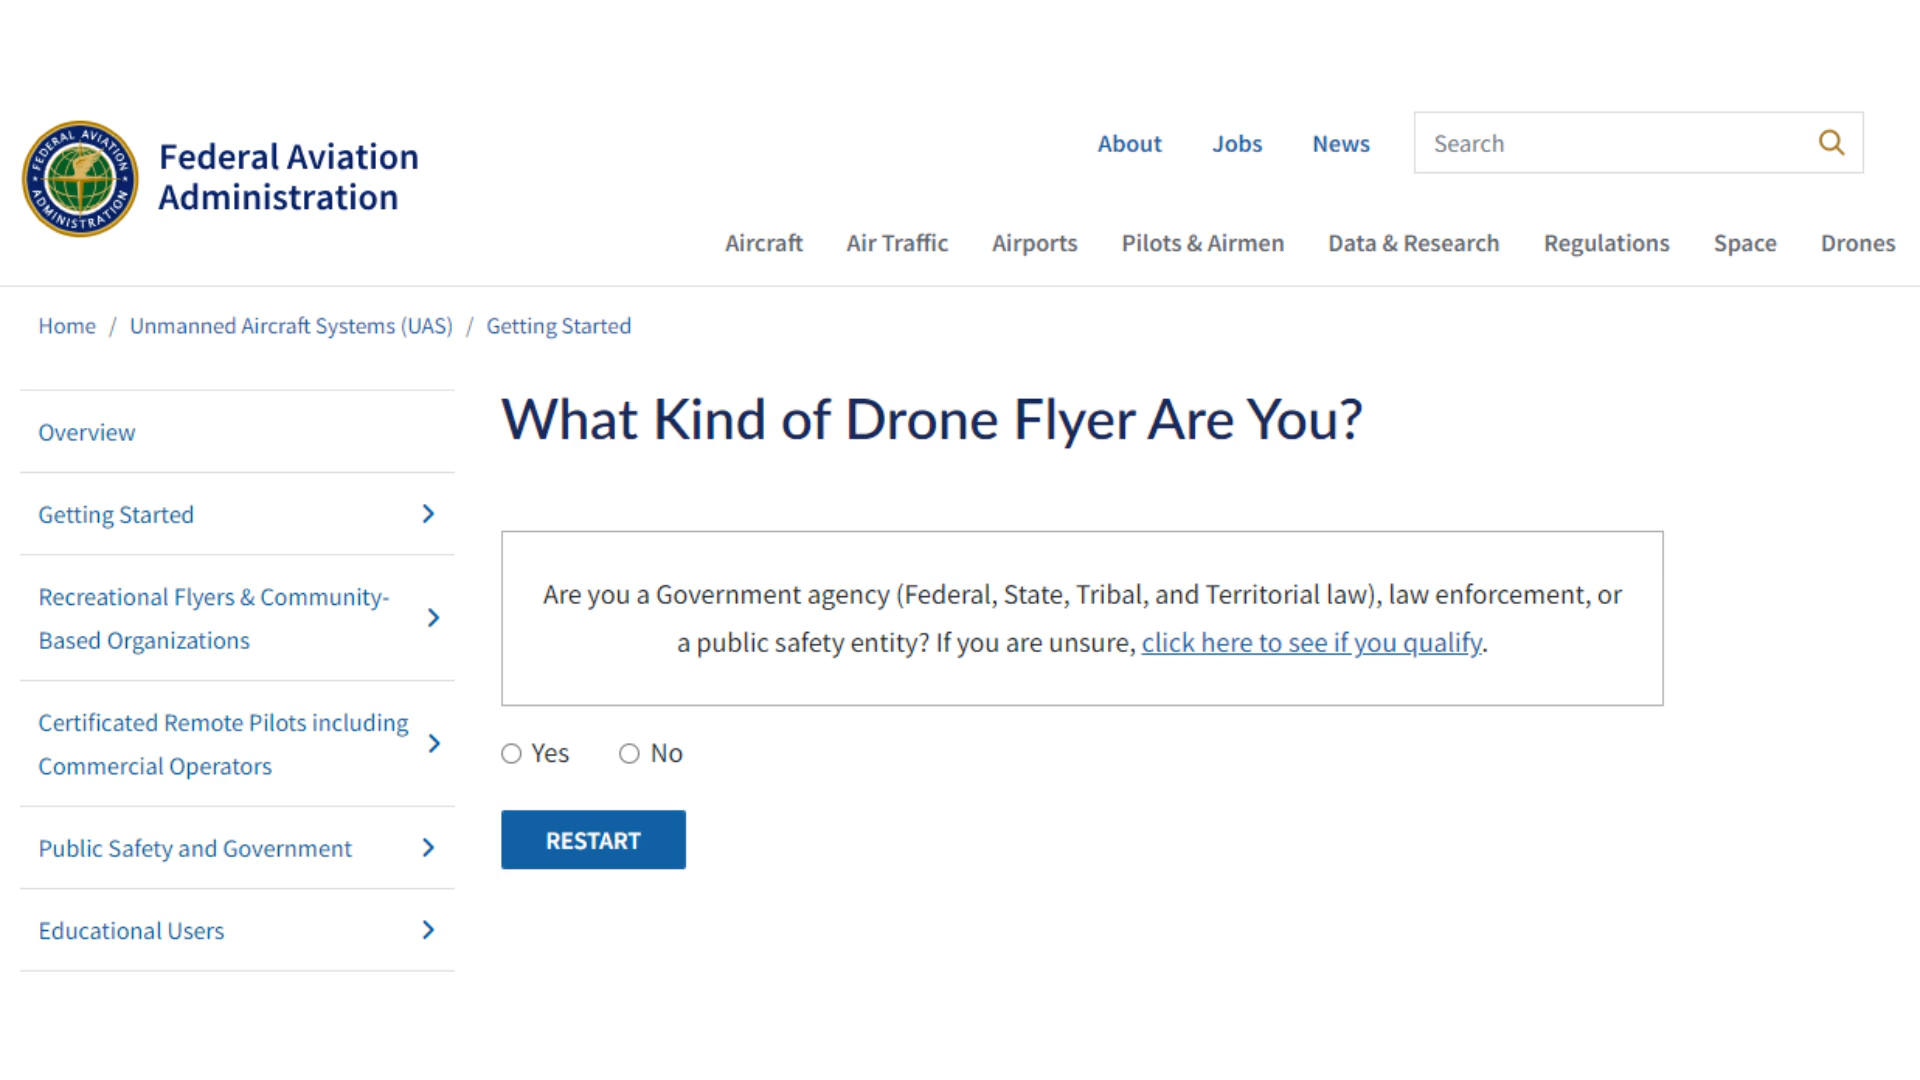 FEDERAL AVIATION ADMINISTRATION
Federal Aviation
Administration
About Jobs News Search
Aircraft Air Traffic Airports Pilots & Airmen Data & Research Regulations Space Drones
Home / Unmanned Aircraft Systems (UAS) / Getting Started
Overview
Getting Started
Recreational Flyers & Community-
Based Organizations
Certificated Remote Pilots including
Commercial Operators
Public Safety and Government
Educational Users
What Kind of Drone Flyer Are You?
Are you a Government agency (Federal, State, Tribal, and Territorial law), law enforcement, or
a public safety entity? If you are unsure, click here to see if you qualify.
Yes No
RESTART